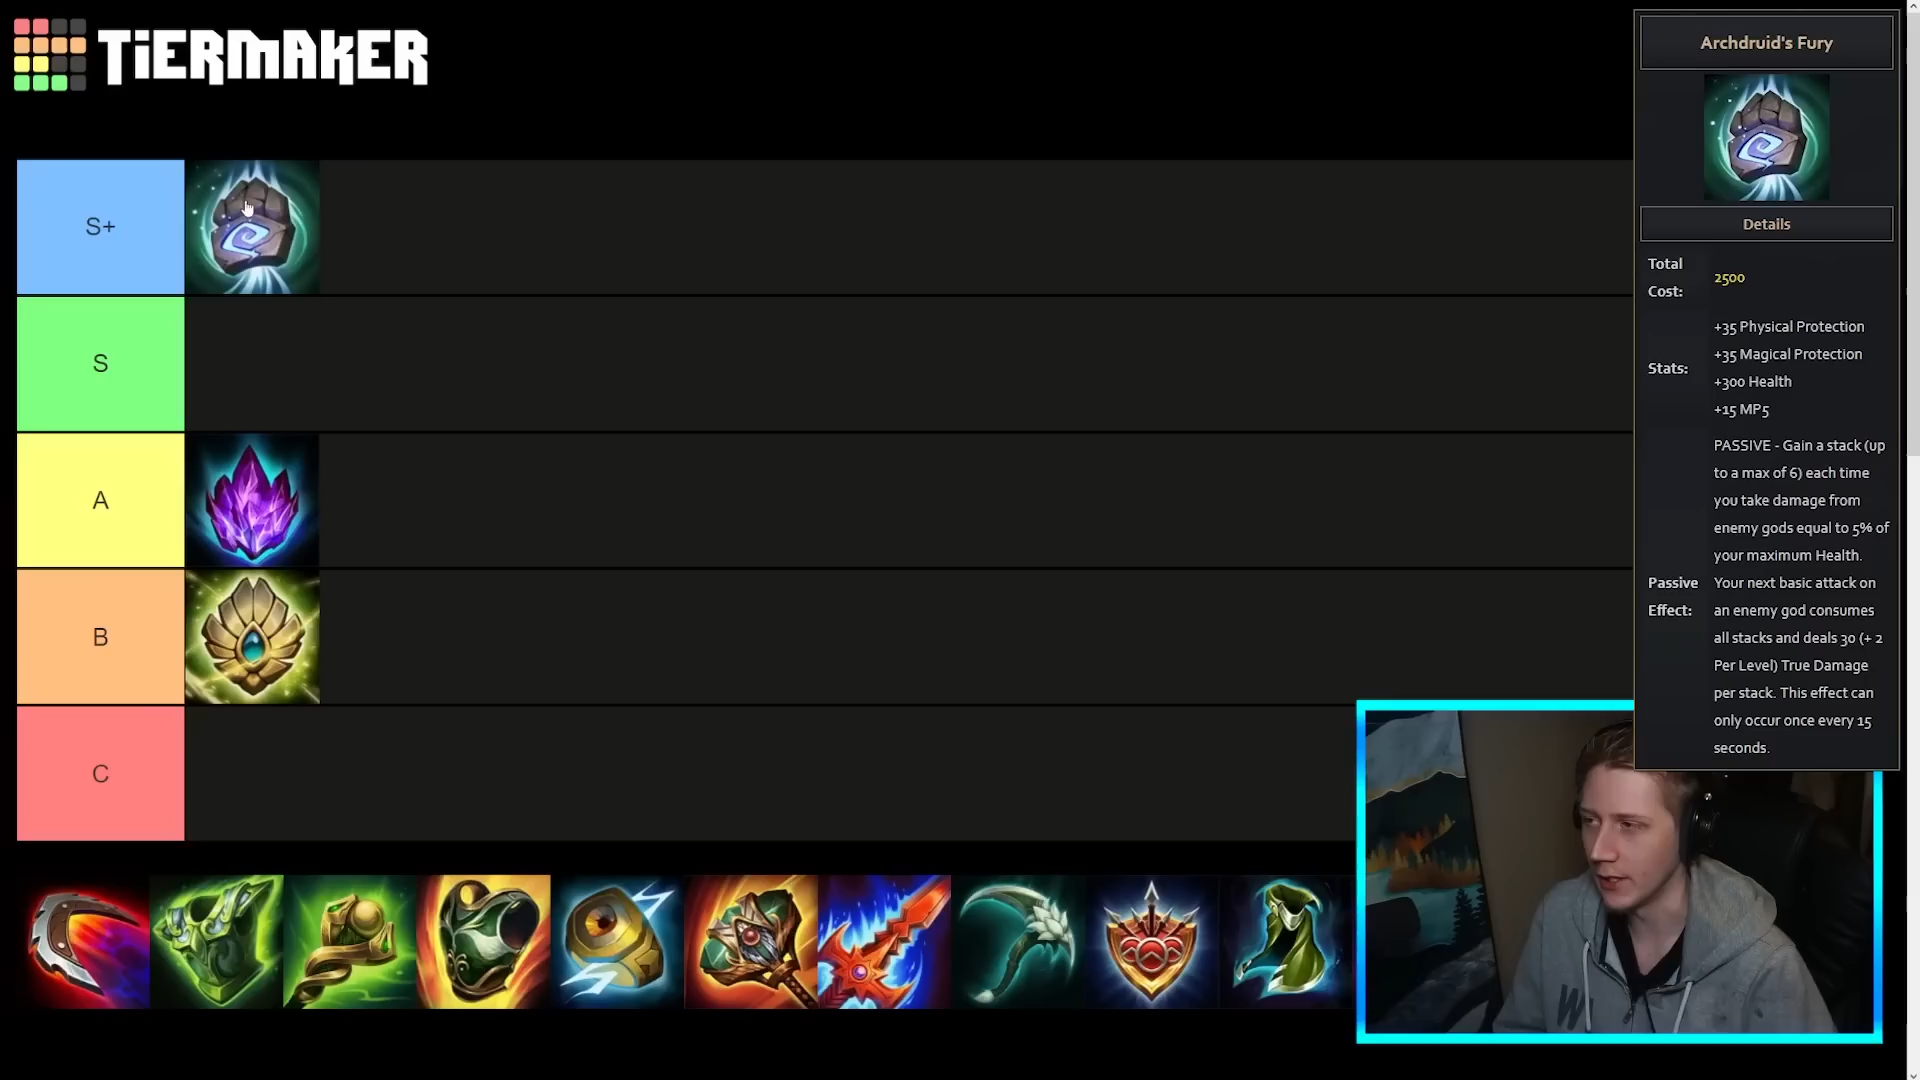 TiERMAKER
Archdruid's Fury
Details
Total
Cost:
2500
Stats:
+35 Physical Protection
+35 Magical Protection
+300 Health
+15 MP5
Passive
Effect:
PASSIVE - Gain a stack (up
to a max of 6) each time
you take damage from
enemy gods equal to 5% of
your maximum Health.
Your next basic attack on
an enemy god consumes
all stacks and deals 30 (+ 2
Per Level) True Damage
per stack. This effect can
only occur once every 15
seconds.
S+
S
A
B
C